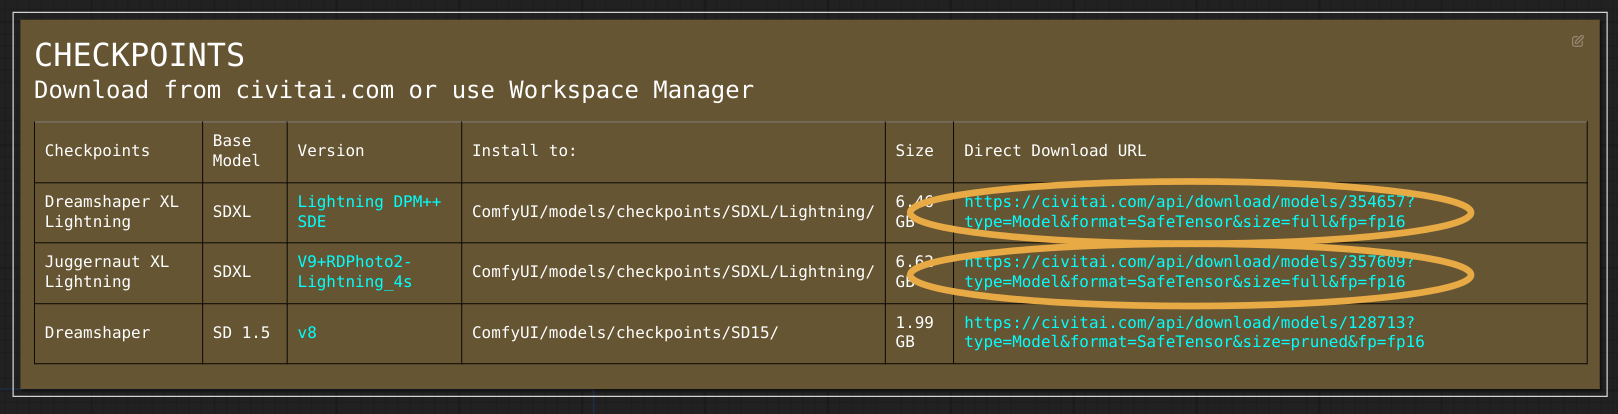 CHECKPOINTS
Download from civitai.com or use Workspace Manager
Checkpoints
Base
Model
Version
Install to:
Size
Direct Download URL
Dreamshaper XL
Lightning
SDXL
Lightning DPM++
SDE
ComfyUI/models/checkpoints/SDXL/Lightning/
6.46
GB
https://civitai.com/api/download/models/354657?
type=Model&format=SafeTensor&size=full&fp=fp16
Juggernaut XL
Lightning
SDXL
V9+RDPhoto2-
Lightning_4s
ComfyUI/models/checkpoints/SDXL/Lightning/
6.62
GB
https://civitai.com/api/download/models/357609?
type=Model&format=SafeTensor&size=full&fp=fp16
Dreamshaper
SD 1.5
v8
ComfyUI/models/checkpoints/SD15/
1.99
GB
https://civitai.com/api/download/models/128713?
type=Model&format=SafeTensor&size=pruned&fp=fp16